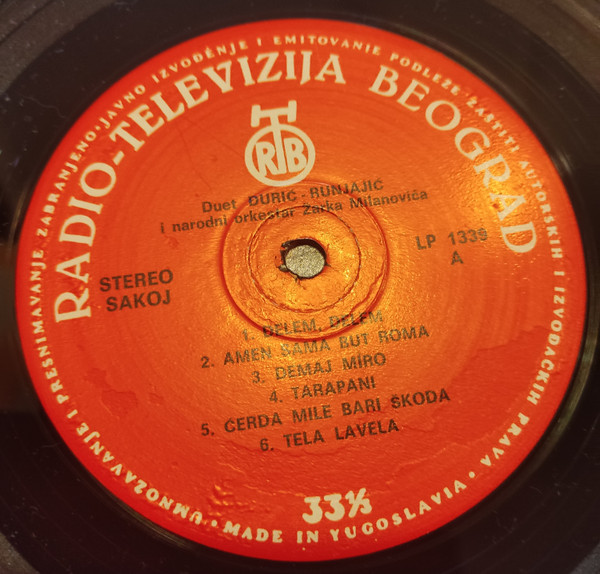 UMNOŽAVANJE I PRESNIMAVANJE ZABRANJENO·JAVNO IZVOĐENJE I EMITOVANJE PODLEŽE ZAŠTITI AUTORSKIH I IZVOĐAČKIH PRAVA · MADE IN YUGOSLAVIA ·
RADIO-TELEVIZIJA BEOGRAD
RTB
Duet ĐURIĆ - RUNJAJIĆ
i narodni orkestar Žarka Milanovića
STEREO
SAKOJ
LP 1339
A
1. ĐELEM, ĐELEM
2. AMEN SAMA BUT ROMA
3. DEMAJ MIRO
4. TARAPANI
5. ĆERDA MILE BARI ŠKODA
6. TELA LAVELA
33⅓